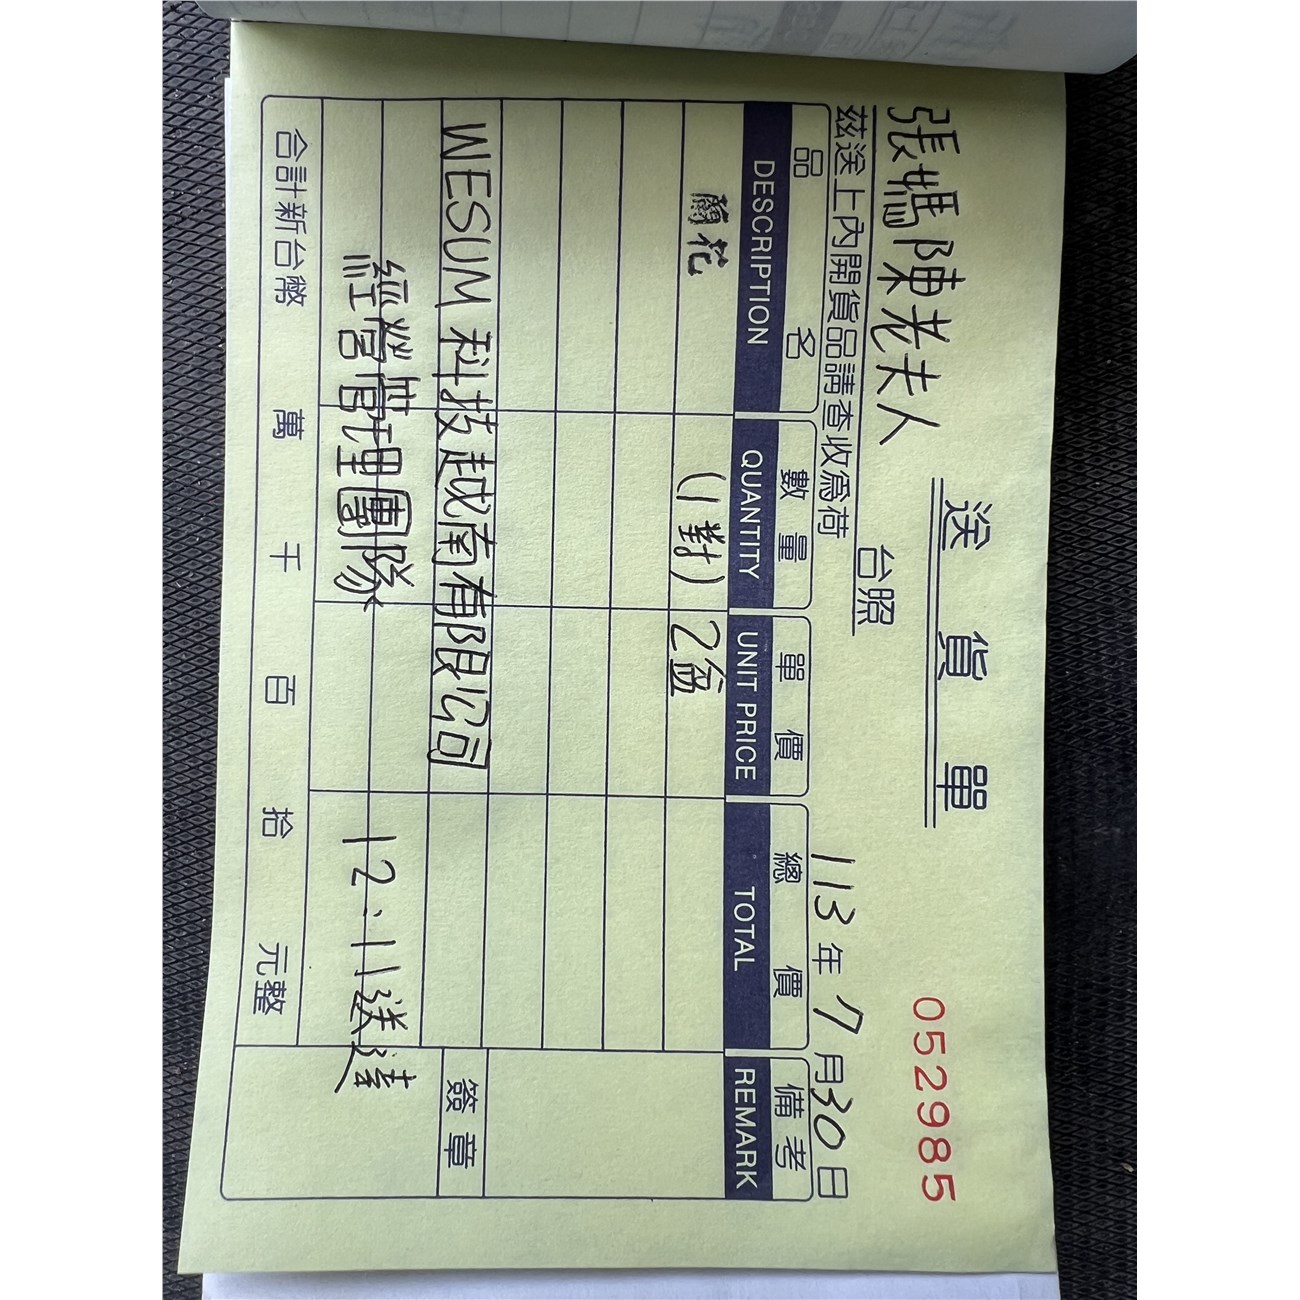 送貨單
052985
張媽陳老夫人 台照
113年7月30日
茲送上內開貨品請查收為荷
品名 數量 單價 總價 備考
DESCRIPTION QUANTITY UNIT PRICE TOTAL REMARK
蘭花 (1對) 2盆
WESUM 科技越南有限公司
簽章
經營管理團隊 12:11送達
合計新台幣 萬 千 百 拾 元整